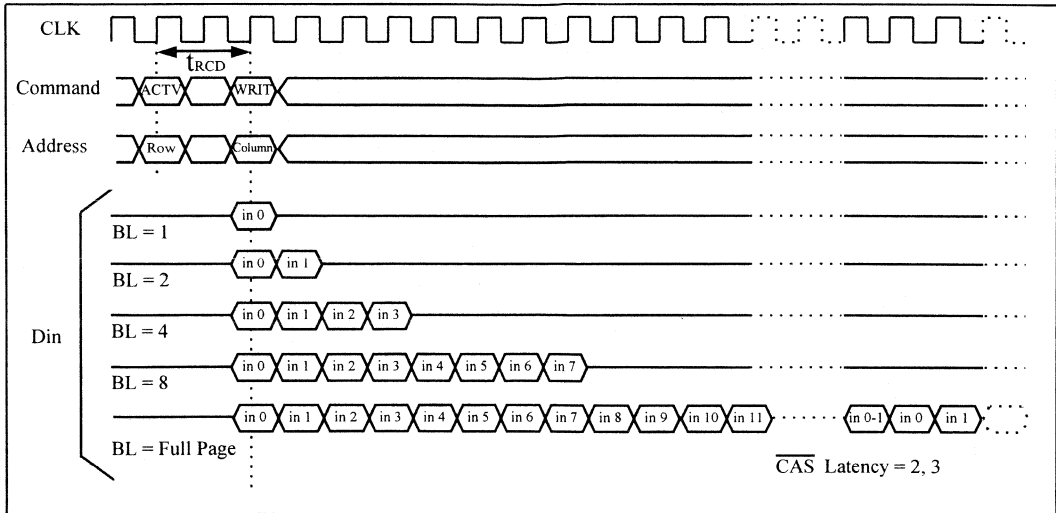 CLK
tRCD
Command ACTV WRIT
Address Row Column
Din
in 0
BL = 1
in 0 in 1
BL = 2
in 0 in 1 in 2 in 3
BL = 4
in 0 in 1 in 2 in 3 in 4 in 5 in 6 in 7
BL = 8
in 0 in 1 in 2 in 3 in 4 in 5 in 6 in 7 in 8 in 9 in 10 in 11 in 0-1 in 0 in 1
BL = Full Page
CAS Latency = 2, 3